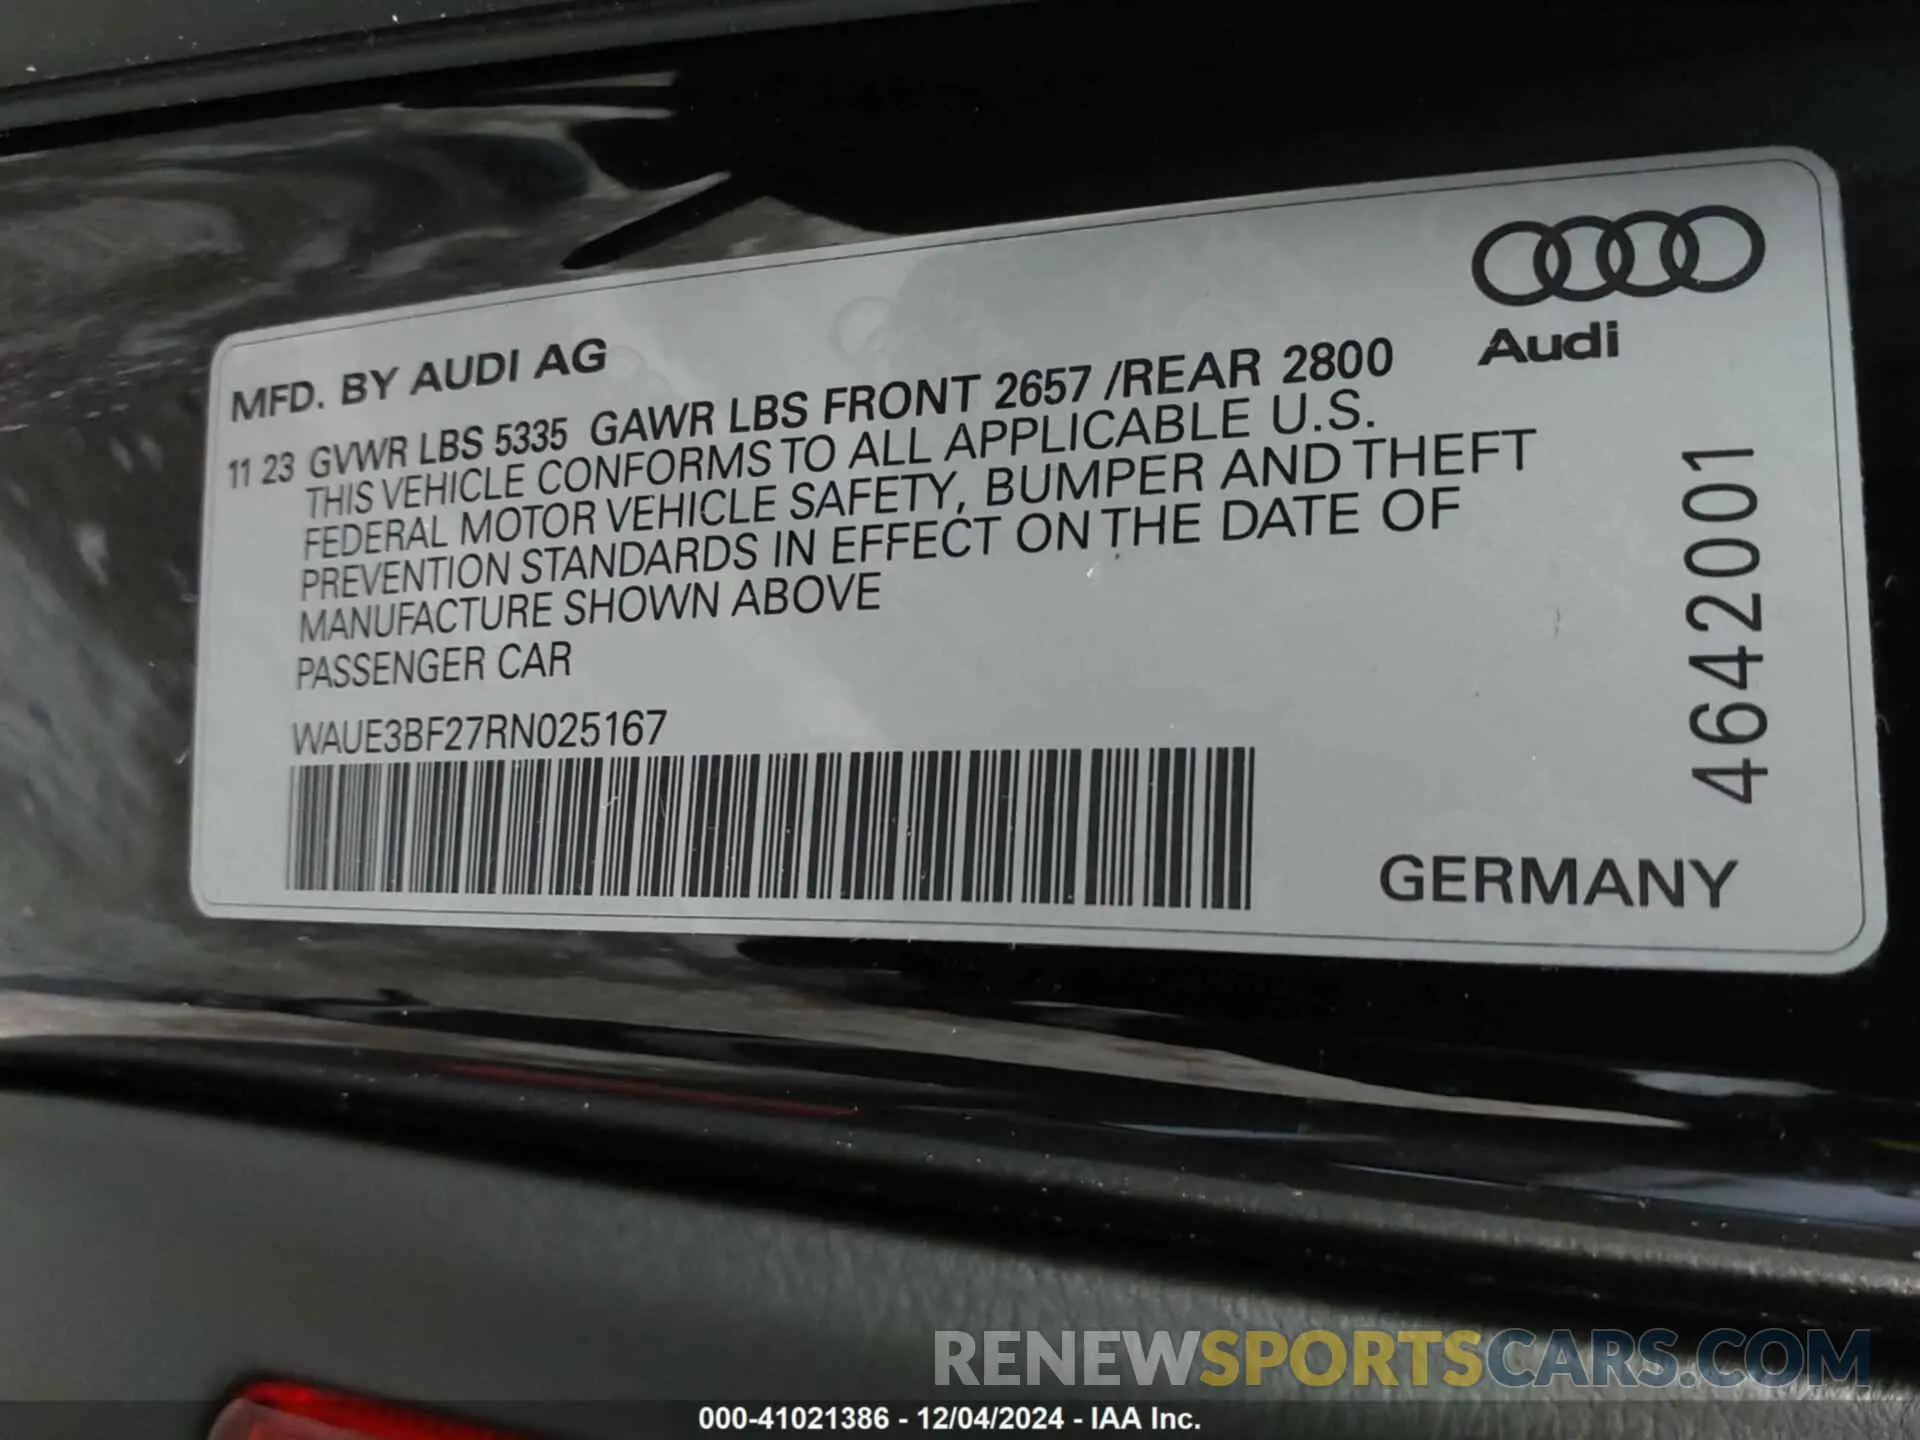 Audi
MFD. BY AUDI AG
11 23 GVWR LBS 5335 GAWR LBS FRONT 2657 /REAR 2800
THIS VEHICLE CONFORMS TO ALL APPLICABLE U.S.
FEDERAL MOTOR VEHICLE SAFETY, BUMPER AND THEFT
PREVENTION STANDARDS IN EFFECT ON THE DATE OF
MANUFACTURE SHOWN ABOVE
PASSENGER CAR
WAUE3BF27RN025167
4642001
GERMANY
RENEWSPORTSCARS.COM
000-41021386 - 12/04/2024 - IAA Inc.